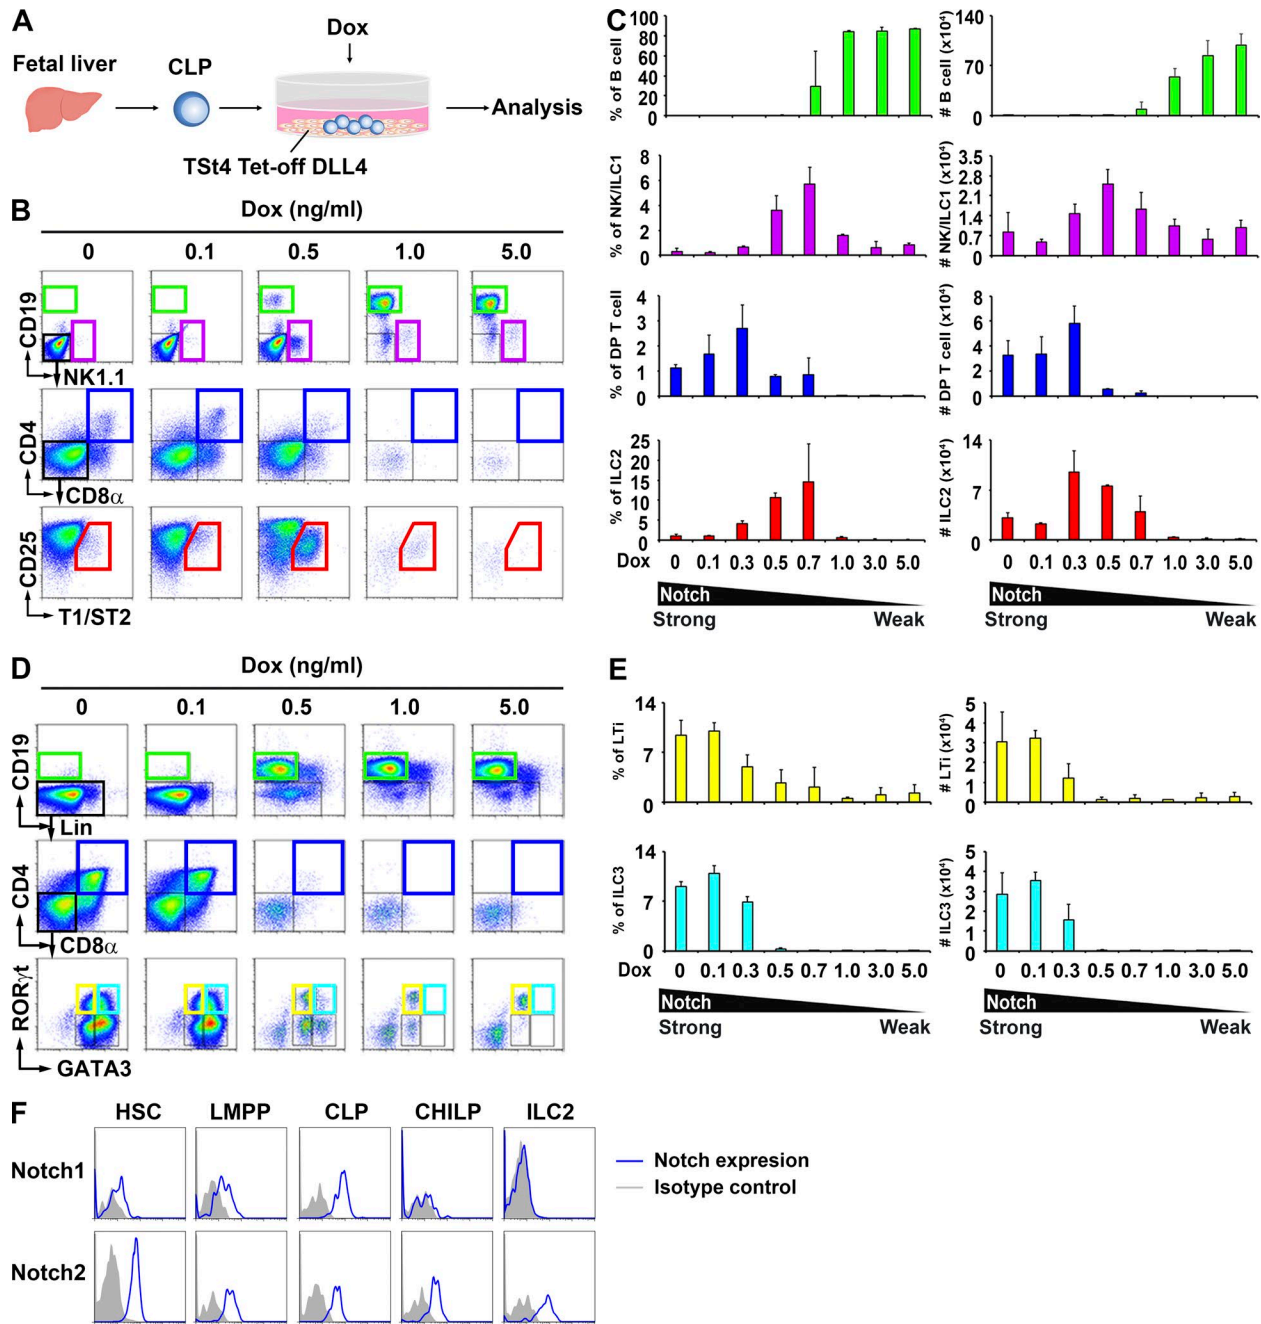 A
Dox
Fetal liver
CLP
Analysis
TSt4 Tet-off DLL4
B
Dox (ng/ml)
0 0.1 0.5 1.0 5.0
CD19
NK1.1
CD4
CD8α
CD25
T1/ST2
C
% of B cell
100
80
60
40
20
0
# B cell (x10⁴)
140
70
0
% of NK/ILC1
8
6
4
2
0
# NK/ILC1 (x10⁴)
3.5
2.8
2.1
1.4
0.7
0
% of DP T cell
4
3
2
1
0
# DP T cell (x10⁴)
8
6
4
2
0
% of ILC2
25
20
15
10
5
0
# ILC2 (x10⁴)
14
7
0
Dox 0 0.1 0.3 0.5 0.7 1.0 3.0 5.0
0 0.1 0.3 0.5 0.7 1.0 3.0 5.0
Notch
Strong Weak
Notch
Strong Weak
D
Dox (ng/ml)
0 0.1 0.5 1.0 5.0
CD19
Lin
CD4
CD8α
RORγt
GATA3
E
% of LTi
14
7
0
# LTi (x10⁴)
5
4
3
2
1
0
% of ILC3
14
7
0
# ILC3 (x10⁴)
5
4
3
2
1
0
Dox 0 0.1 0.3 0.5 0.7 1.0 3.0 5.0
0 0.1 0.3 0.5 0.7 1.0 3.0 5.0
Notch
Strong Weak
Notch
Strong Weak
F
HSC LMPP CLP CHILP ILC2
Notch1
Notch2
Notch expresion
Isotype control